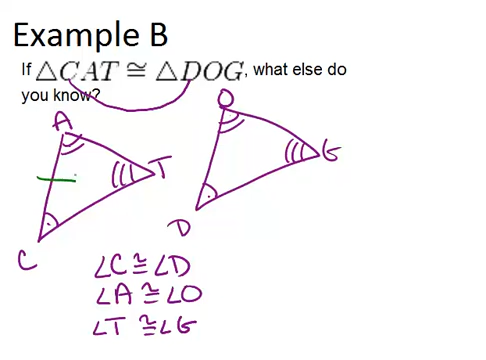 Example B
If △CAT ≅ △DOG, what else do
you know?
A
O
T
G
C
D
∠C ≅ ∠D
∠A ≅ ∠O
∠T ≅ ∠G